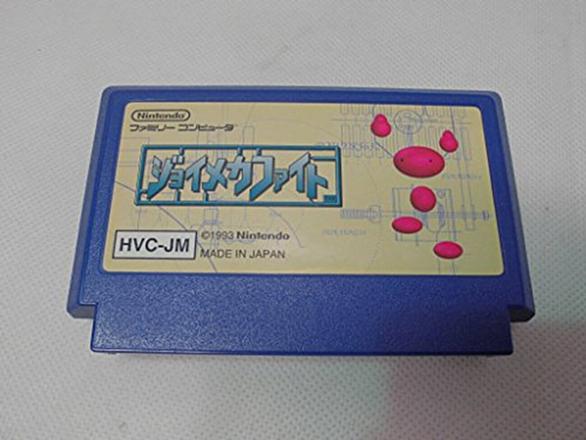 Nintendo
ファミリー コンピュータ
ジョイメカファイト
HVC-JM
©1993 Nintendo
MADE IN JAPAN